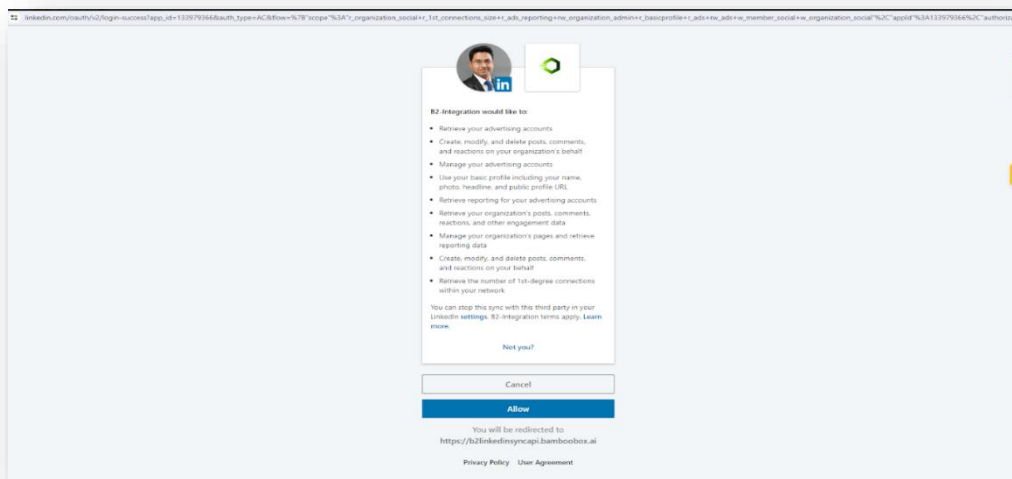 linkedin.com/oauth/v2/login-success?app_id=133979366&auth_type=AC&flow=%7B"scope"%3A"r_organization_social+r_1st_connections_size+r_ads_reporting+rw_organization_admin+r_basicprofile+r_ads+rw_ads+w_member_social+w_organization_social"%2C"appId"%3A133979366%2C"authoriza
in
B2-Integration would like to:
• Retrieve your advertising accounts
• Create, modify, and delete posts, comments,
and reactions on your organization's behalf
• Manage your advertising accounts
• Use your basic profile including your name,
photo, headline, and public profile URL
• Retrieve reporting for your advertising accounts
• Retrieve your organization's posts, comments,
reactions, and other engagement data
• Manage your organization's pages and retrieve
reporting data
• Create, modify, and delete posts, comments,
and reactions on your behalf
• Retrieve the number of 1st-degree connections
within your network
You can stop this sync with this third party in your
LinkedIn settings. B2-Integration terms apply. Learn
more.
Not you?
Cancel
Allow
You will be redirected to
https://b2linkedinsyncapi.bamboobox.ai
Privacy Policy User Agreement